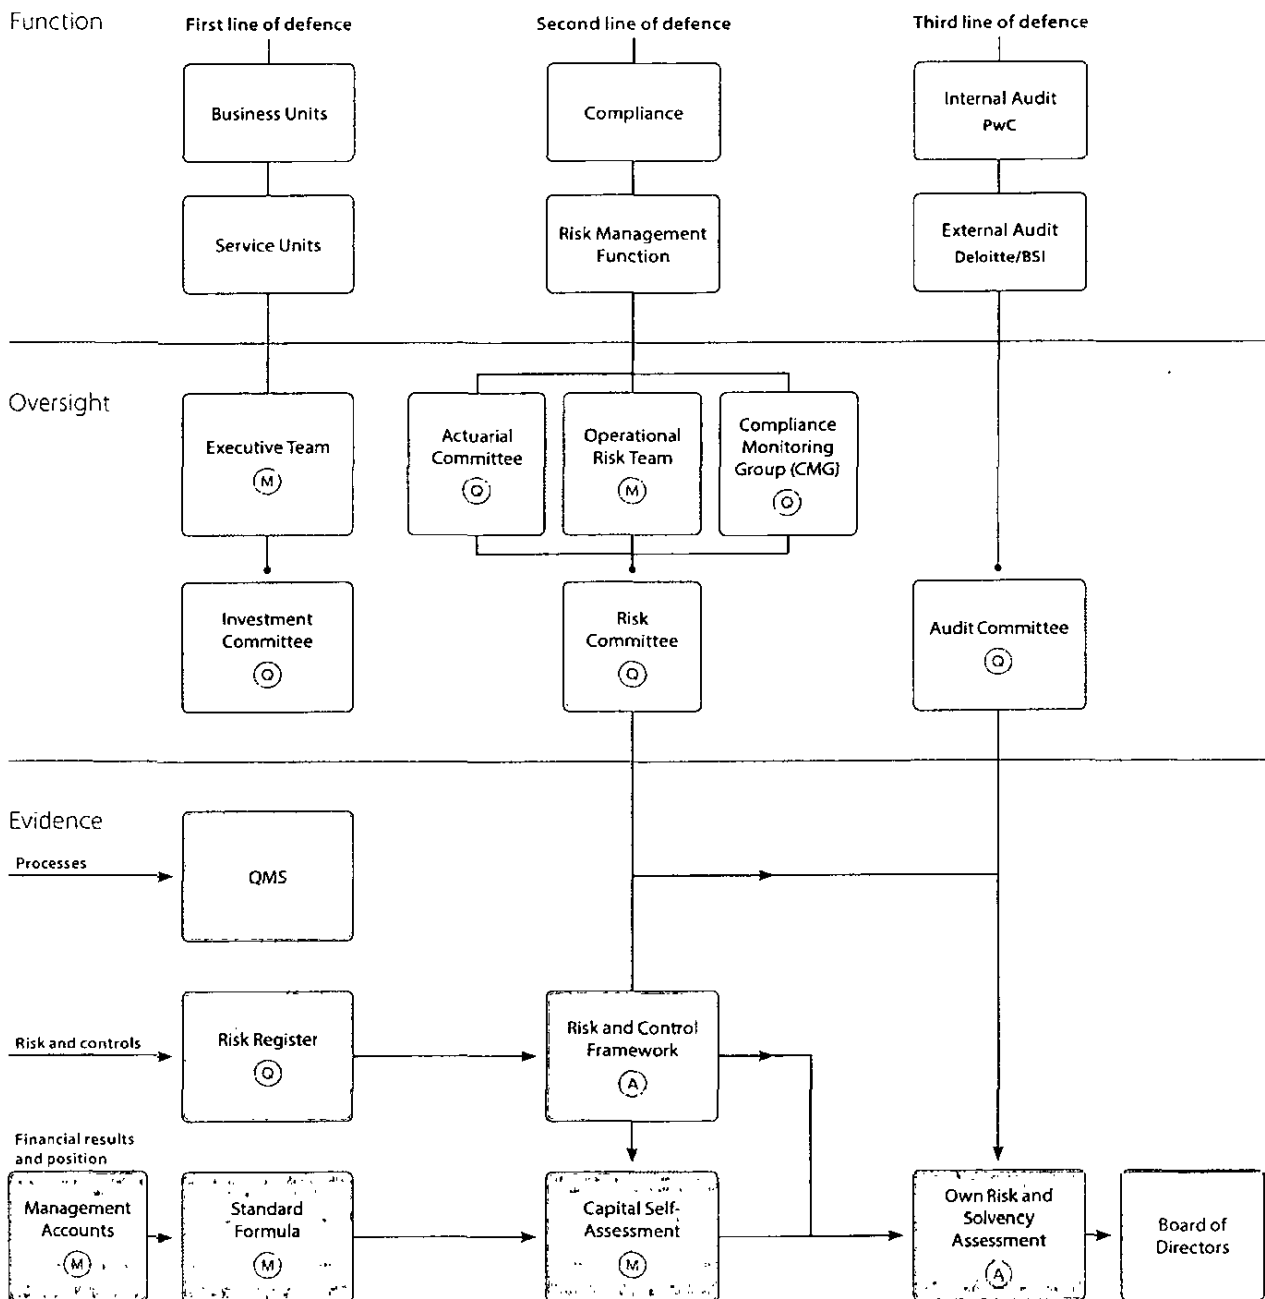 Function
First line of defence
Second line of defence
Third line of defence
Business Units
Compliance
Internal Audit
PwC
Service Units
Risk Management
Function
External Audit
Deloitte/BSI
Oversight
Executive Team
M
Actuarial
Committee
Q
Operational
Risk Team
M
Compliance
Monitoring
Group (CMG)
Q
Investment
Committee
Q
Risk
Committee
Q
Audit Committee
Q
Evidence
Processes
QMS
Risk and controls
Risk Register
Q
Risk and Control
Framework
A
Financial results
and position
Management
Accounts
M
Standard
Formula
M
Capital Self-
Assessment
M
Own Risk and
Solvency
Assessment
A
Board of
Directors